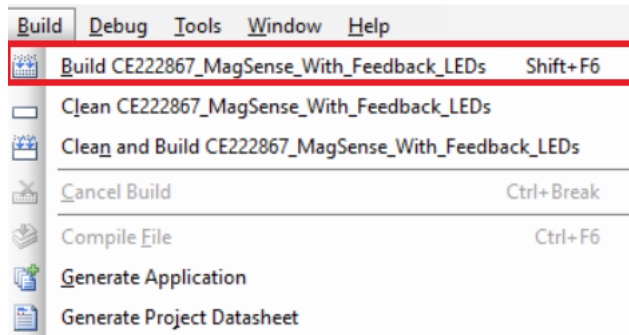 Build Debug Tools Window Help
Build CE222867_MagSense_With_Feedback_LEDs Shift+F6
Clean CE222867_MagSense_With_Feedback_LEDs
Clean and Build CE222867_MagSense_With_Feedback_LEDs
Cancel Build Ctrl+Break
Compile File Ctrl+F6
Generate Application
Generate Project Datasheet